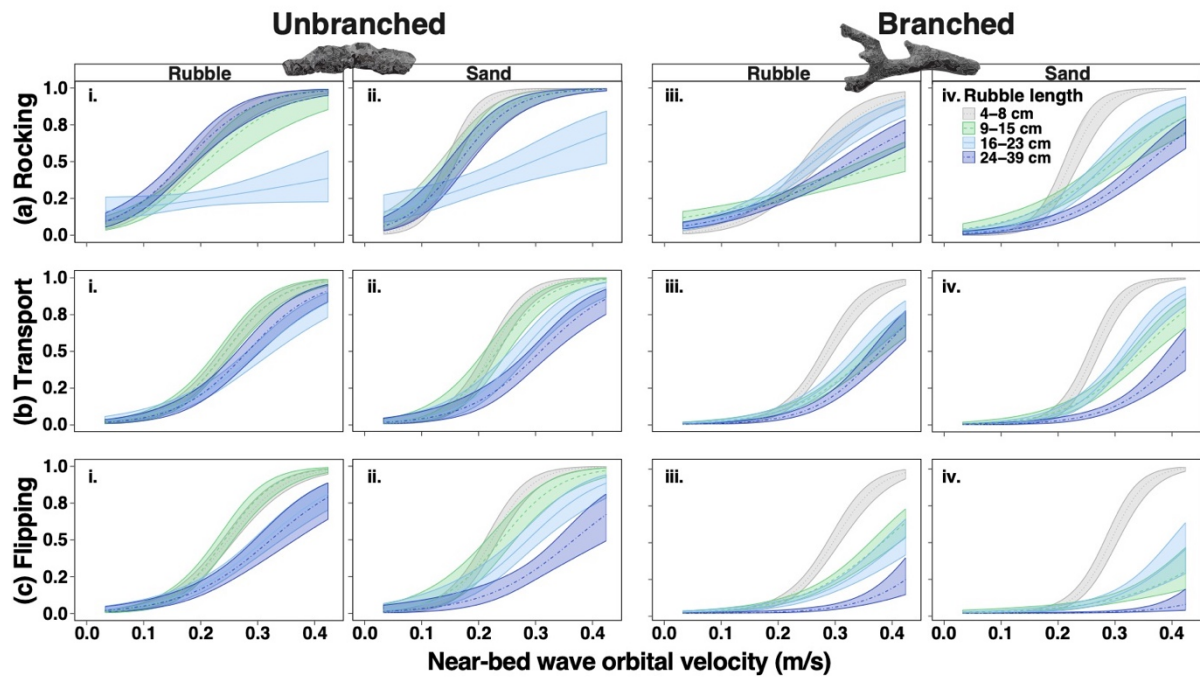 Unbranched Branched
Rubble Sand Rubble Sand
(a) Rocking
1.0
0.8
0.5
0.2
0.0
i. ii. iii. iv. Rubble length
4–8 cm
9–15 cm
16–23 cm
24–39 cm
(b) Transport
1.0
0.8
0.5
0.2
0.0
i. ii. iii. iv.
(c) Flipping
1.0
0.8
0.5
0.2
0.0
i. ii. iii. iv.
0.0 0.1 0.2 0.3 0.4 0.0 0.1 0.2 0.3 0.4 0.0 0.1 0.2 0.3 0.4 0.0 0.1 0.2 0.3 0.4
Near-bed wave orbital velocity (m/s)